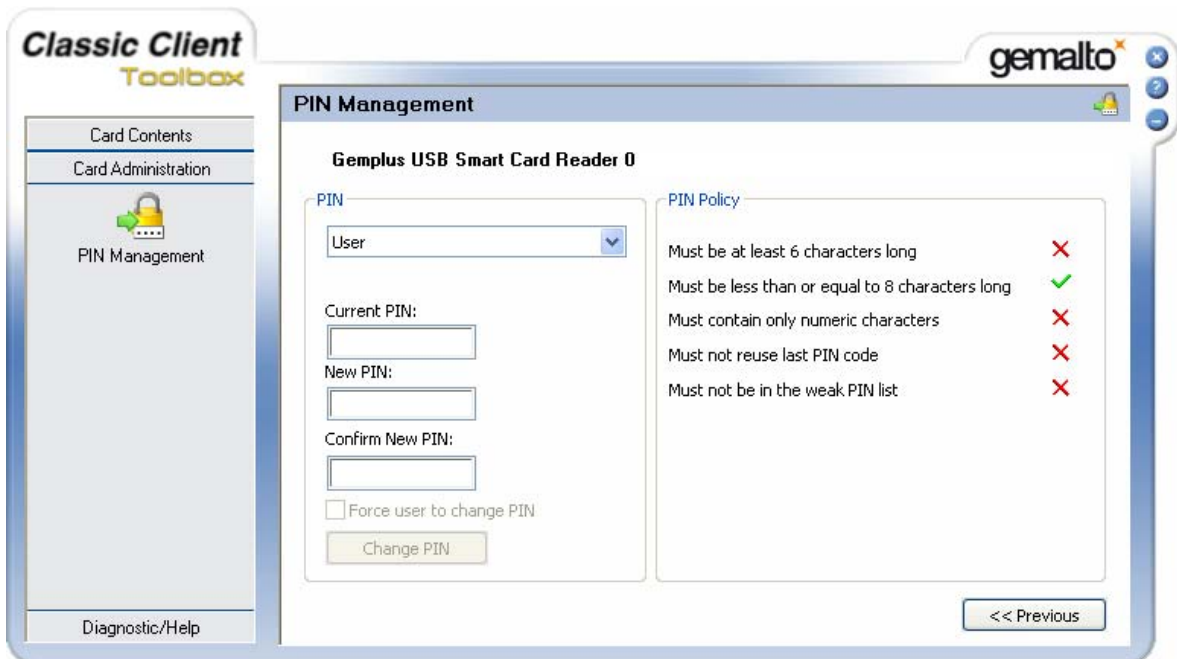 Classic Client
Toolbox
gemalto
PIN Management
Card Contents
Card Administration
PIN Management
Diagnostic/Help
Gemplus USB Smart Card Reader 0
PIN
User
Current PIN:
New PIN:
Confirm New PIN:
Force user to change PIN
Change PIN
PIN Policy
Must be at least 6 characters long
Must be less than or equal to 8 characters long
Must contain only numeric characters
Must not reuse last PIN code
Must not be in the weak PIN list
<< Previous